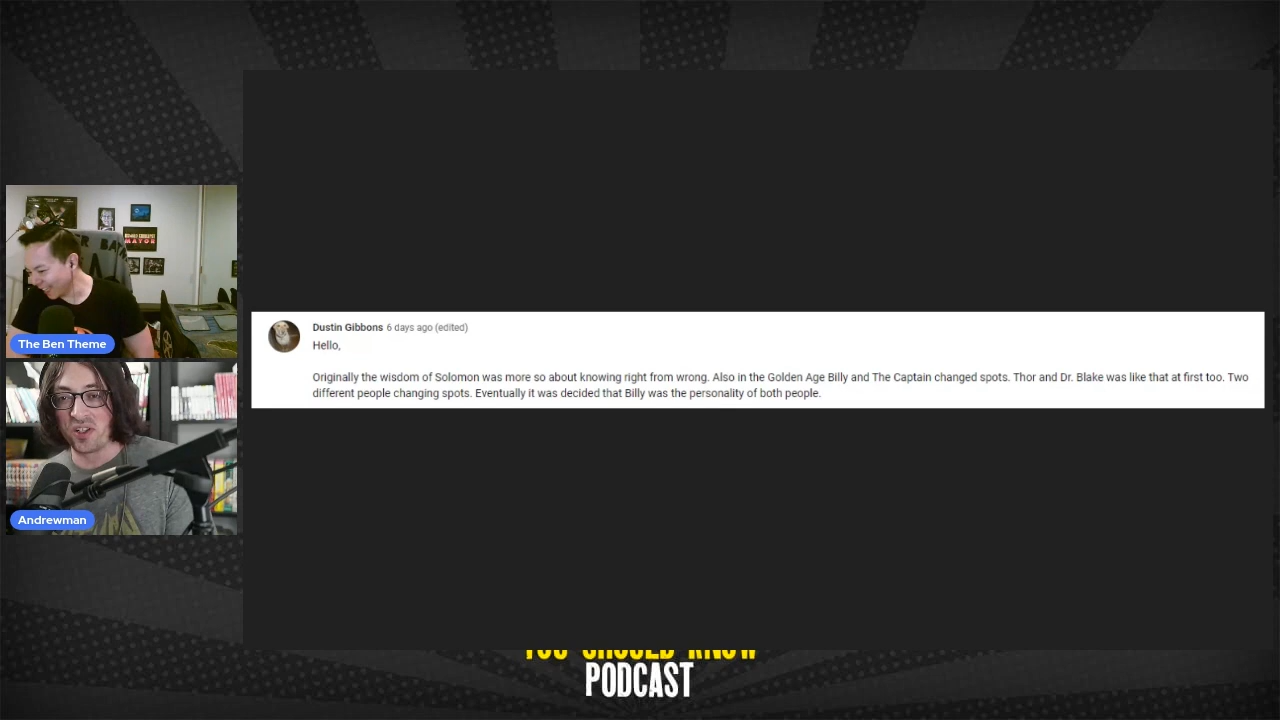 The Ben Theme
Andrewman
Dustin Gibbons 6 days ago (edited)
Hello,
Originally the wisdom of Solomon was more so about knowing right from wrong. Also in the Golden Age Billy and The Captain changed spots. Thor and Dr. Blake was like that at first too. Two
different people changing spots. Eventually it was decided that Billy was the personality of both people.
YOU SHOULD KNOW
PODCAST